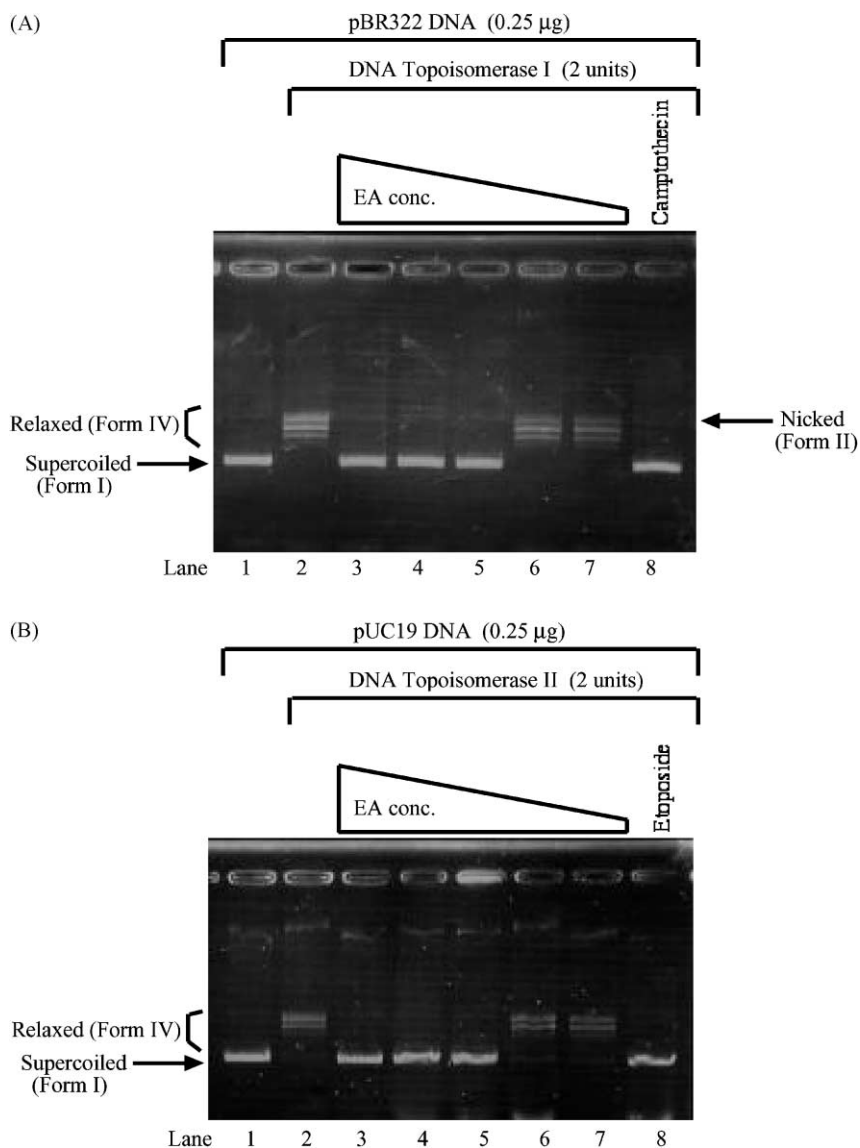 (A)
pBR322 DNA (0.25 µg)
DNA Topoisomerase I (2 units)
Camptothecin
EA conc.
Relaxed (Form IV)
Nicked
(Form II)
Supercoiled
(Form I)
Lane 1 2 3 4 5 6 7 8
(B)
pUC19 DNA (0.25 µg)
DNA Topoisomerase II (2 units)
Etoposide
EA conc.
Relaxed (Form IV)
Supercoiled
(Form I)
Lane 1 2 3 4 5 6 7 8